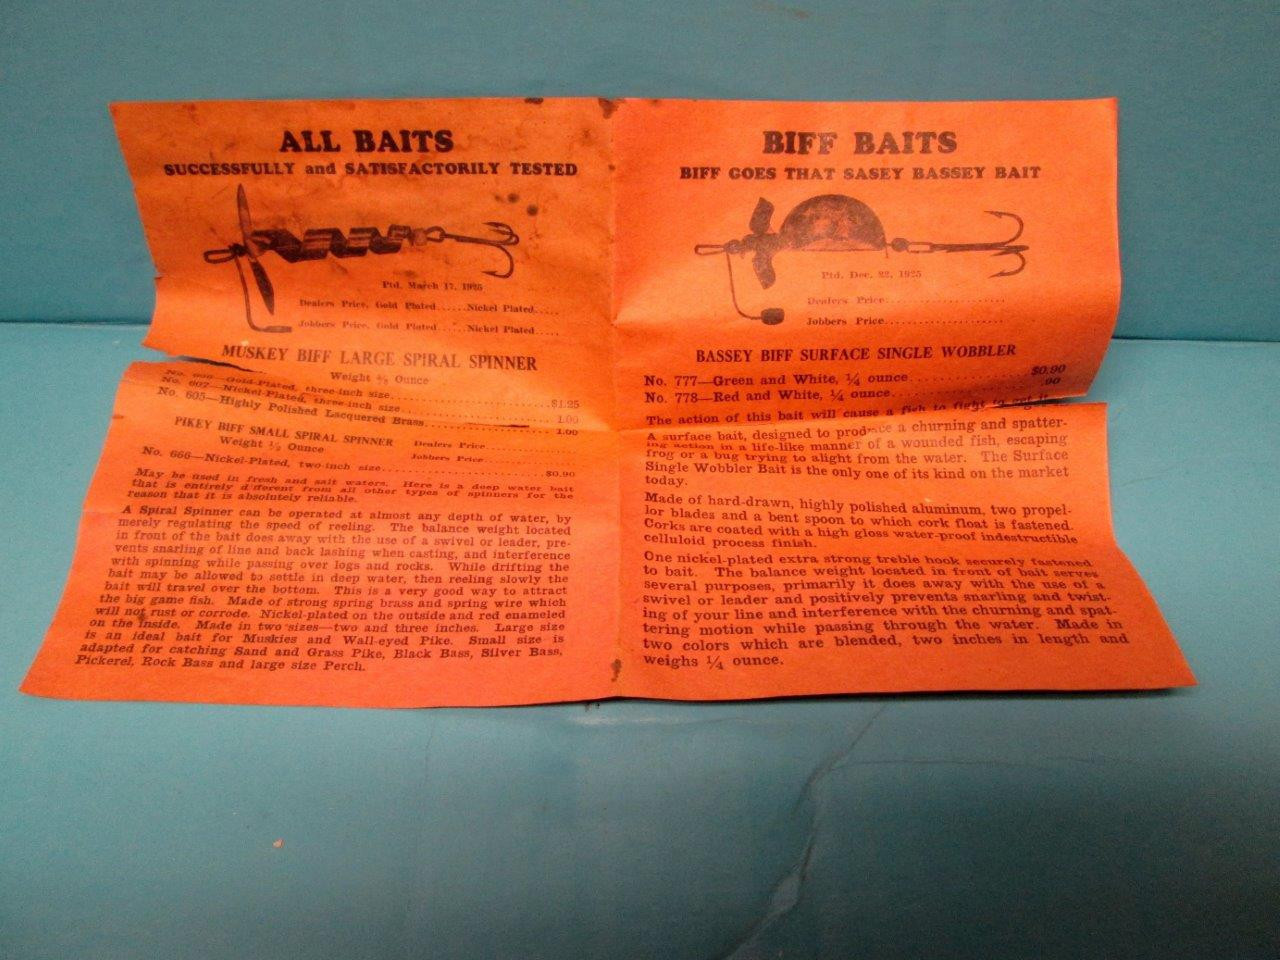 ALL BAITS
SUCCESSFULLY and SATISFACTORILY TESTED
Ptd. March 17, 1925
Dealers Price, Gold Plated......Nickel Plated.....
Jobbers Price, Gold Plated......Nickel Plated.....
MUSKEY BIFF LARGE SPIRAL SPINNER
Weight Ounce
Gold-Plated, three-inch size $1.25
No. 602—Nickel-Plated, three-inch size 1.00
No. 605—Highly Polished Lacquered Brass 1.00
PIKEY BIFF SMALL SPIRAL SPINNER
Weight ½ Ounce
Dealers Price
Jobbers Price
No. 666—Nickel-Plated, two-inch size $0.90
May be used in fresh and salt waters. Here is a deep water bait
that is entirely different from all other types of spinners for the
reason that it is absolutely reliable.
A Spiral Spinner can be operated at almost any depth of water, by
merely regulating the speed of reeling. The balance weight located
in front of the bait does away with the use of a swivel or leader, pre-
vents snarling of line and back lashing when casting, and interference
with spinning while passing over logs and rocks. While drifting the
bait may be allowed to settle in deep water, then reeling slowly the
bait will travel over the bottom. This is a very good way to attract
the big game fish. Made of strong spring brass and spring wire which
will not rust or corrode. Nickel-plated on the outside and red enameled
on the inside. Made in two sizes—two and three inches. Large size
is an ideal bait for Muskies and Wall-eyed Pike. Small size is
adapted for catching Sand and Grass Pike, Black Bass, Silver Bass,
Pickerel, Rock Bass and large size Perch.
BIFF BAITS
BIFF GOES THAT SASEY BASSEY BAIT
Ptd. Dec. 22, 1925
Dealers Price
Jobbers Price
BASSEY BIFF SURFACE SINGLE WOBBLER
No. 777—Green and White, ¼ ounce $0.90
No. 778—Red and White, ¼ ounce .90
The action of this bait will cause a fish to fight to get it
A surface bait, designed to produce a churning and spatter-
ing action in a life-like manner of a wounded fish, escaping
frog or a bug trying to alight from the water. The Surface
Single Wobbler Bait is the only one of its kind on the market
today.
Made of hard-drawn, highly polished aluminum, two propel-
lor blades and a bent spoon to which cork float is fastened.
Corks are coated with a high gloss water-proof indestructible
celluloid process finish.
One nickel-plated extra strong treble hook securely fastened
to bait. The balance weight located in front of bait serves
several purposes, primarily it does away with the use of a
swivel or leader and positively prevents snarling and twist-
ing of your line and interference with the churning and spat-
tering motion while passing through the water. Made in
two colors which are blended, two inches in length and
weighs ¼ ounce.